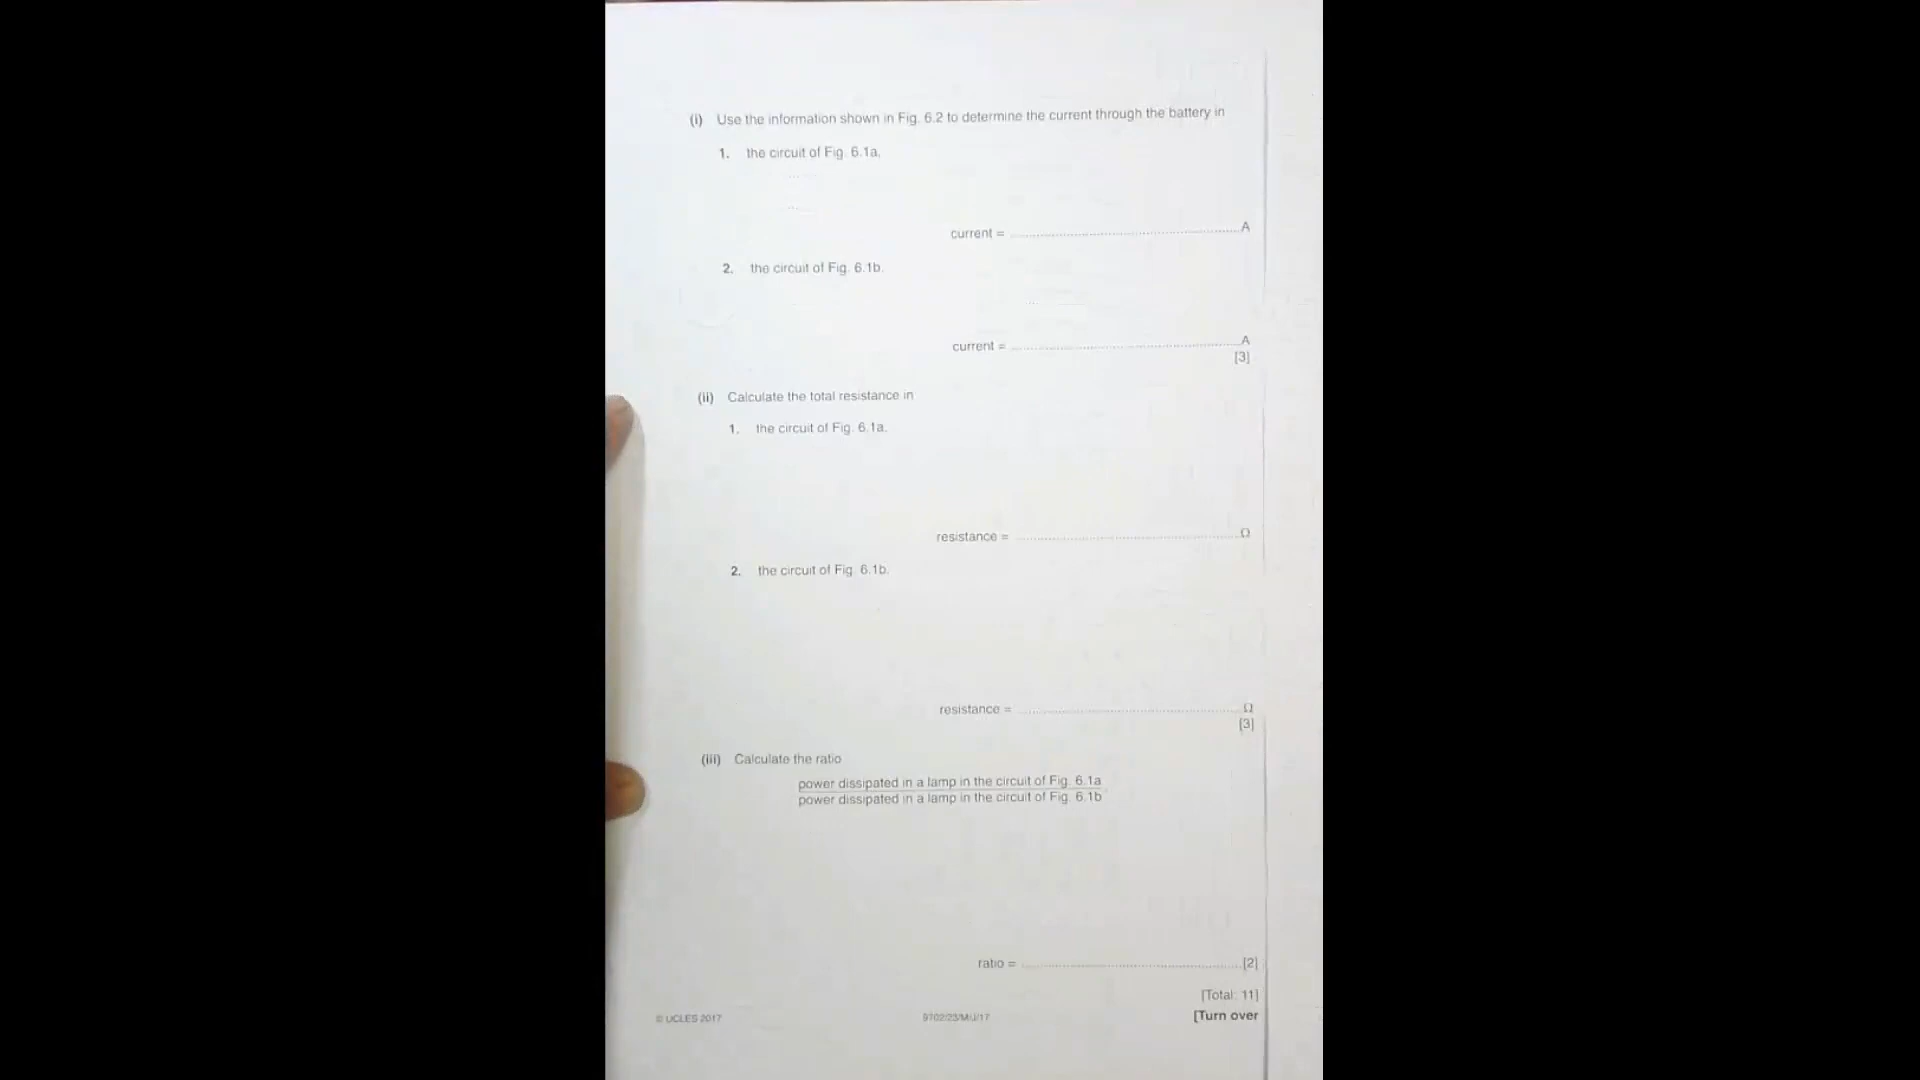 (i) Use the information shown in Fig. 6.2 to determine the current through the battery in
1. the circuit of Fig. 6.1a,
current = ........................ A
2. the circuit of Fig. 6.1b.
current = ........................ A
[3]
(ii) Calculate the total resistance in
1. the circuit of Fig. 6.1a,
resistance = ........................ Ω
2. the circuit of Fig. 6.1b.
resistance = ........................ Ω
[3]
(iii) Calculate the ratio
power dissipated in a lamp in the circuit of Fig. 6.1a
power dissipated in a lamp in the circuit of Fig. 6.1b
ratio = ........................ [2]
[Total: 11]
© UCLES 2017 9702/23/M/J/17 [Turn over